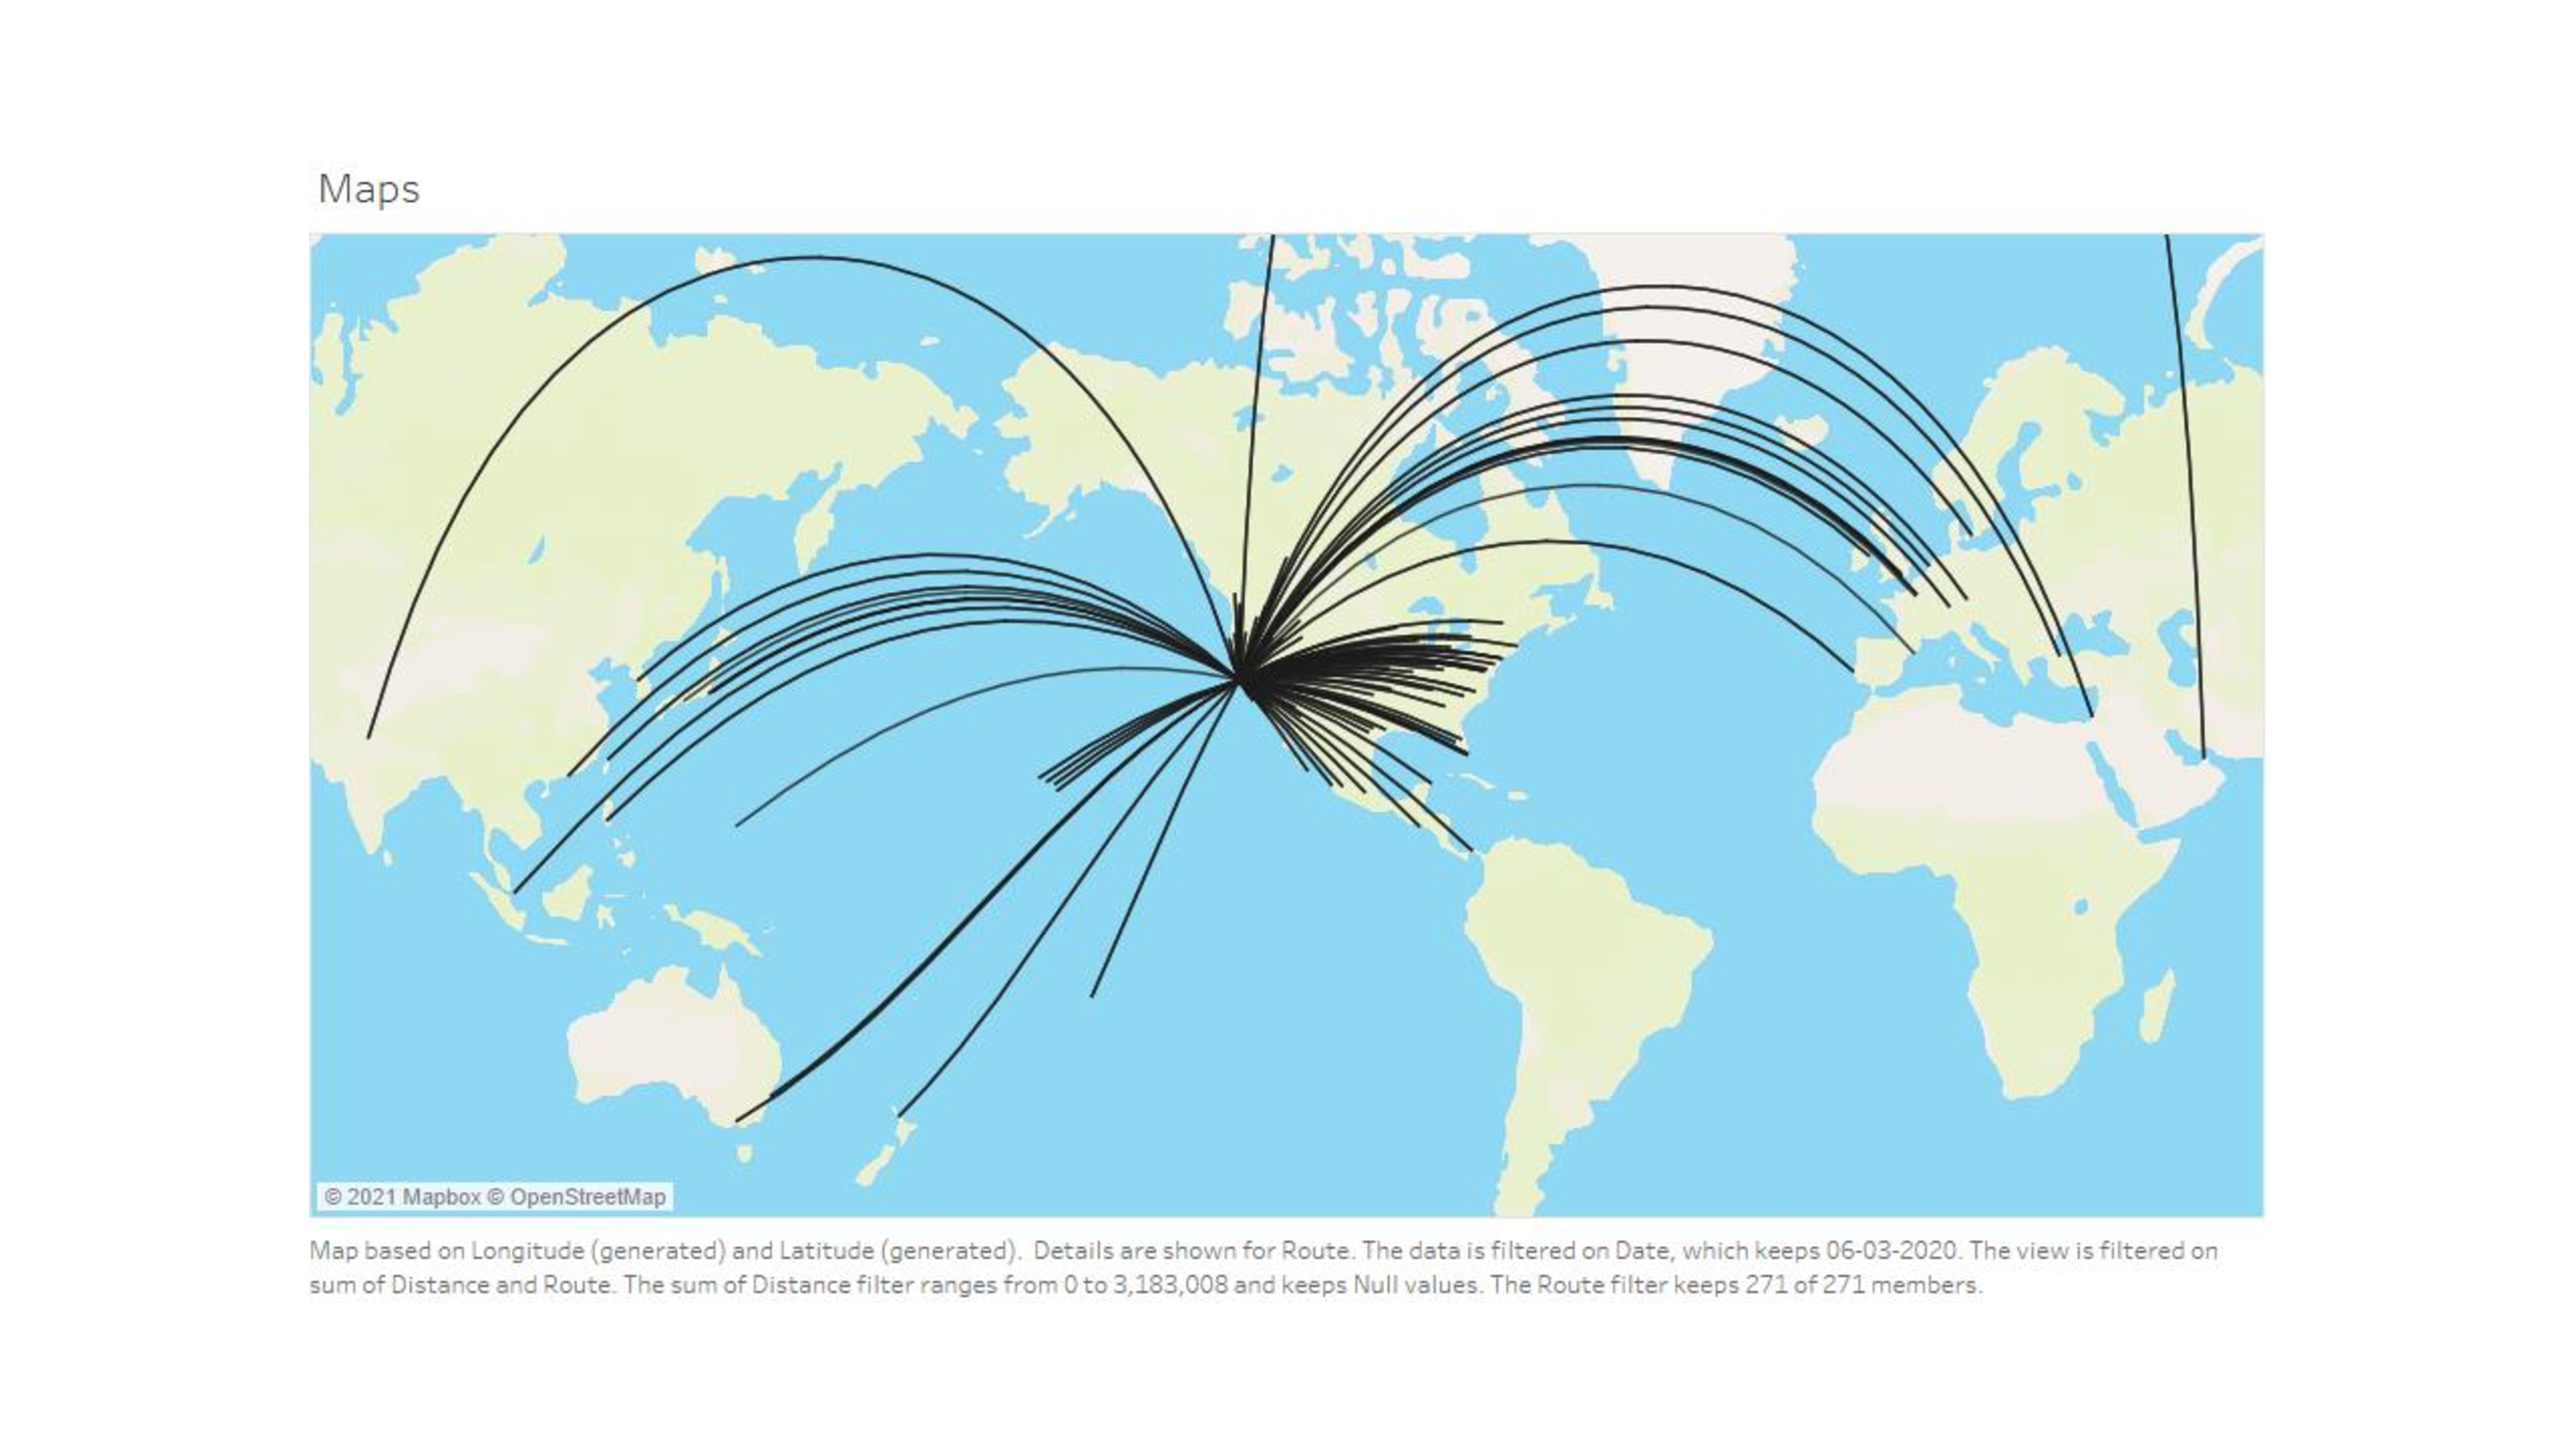 Maps
© 2021 Mapbox © OpenStreetMap
Map based on Longitude (generated) and Latitude (generated). Details are shown for Route. The data is filtered on Date, which keeps 06-03-2020. The view is filtered on
sum of Distance and Route. The sum of Distance filter ranges from 0 to 3,183,008 and keeps Null values. The Route filter keeps 271 of 271 members.